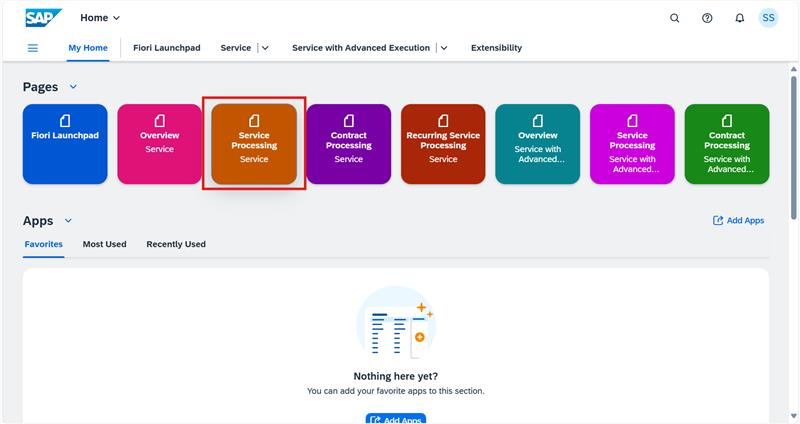 SAP Home
SS
My Home Fiori Launchpad Service Service with Advanced Execution Extensibility
Pages
Fiori Launchpad
Overview
Service
Service
Processing
Service
Contract
Processing
Service
Recurring Service
Processing
Service
Overview
Service with
Advanced...
Service
Processing
Service with
Advanced...
Contract
Processing
Service with
Advanced...
Apps
Add Apps
Favorites Most Used Recently Used
Nothing here yet?
You can add your favorite apps to this section.
Add Apps